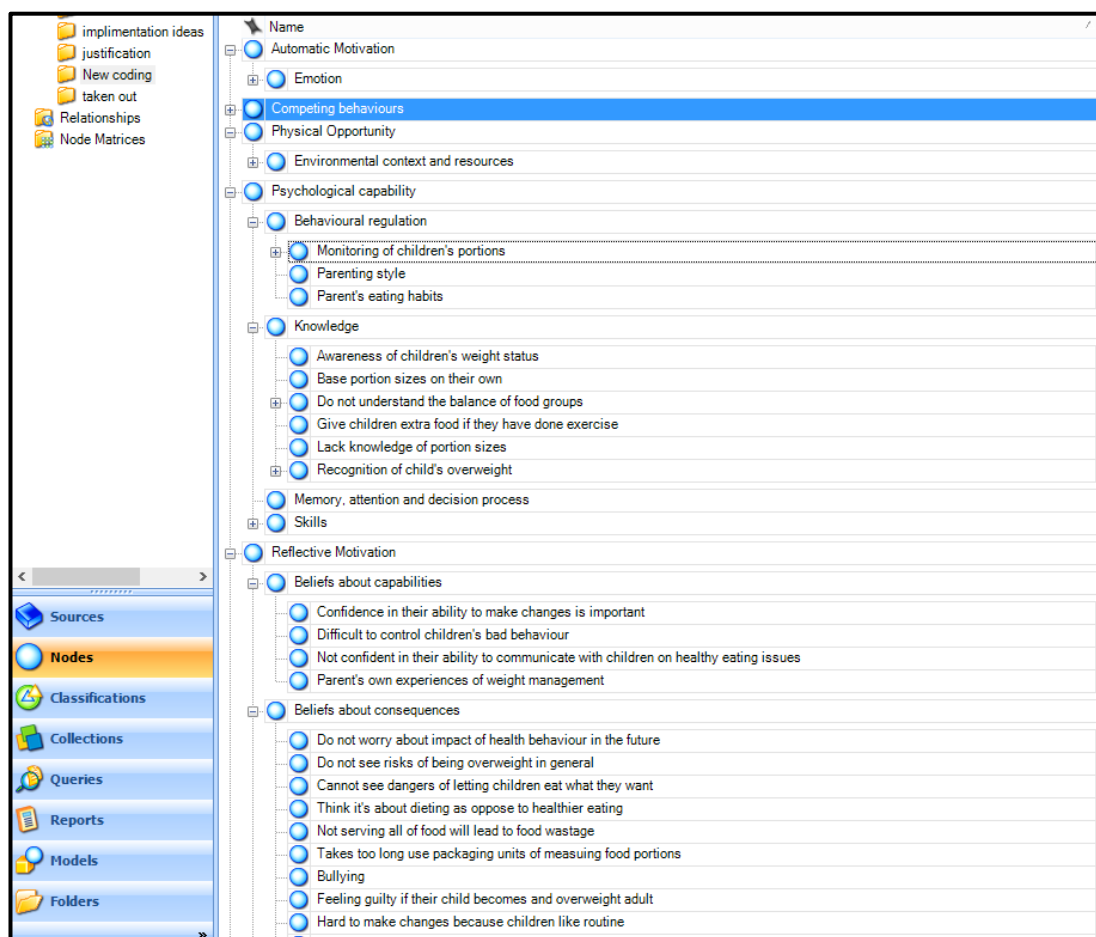 implimentation ideas
justification
New coding
taken out
Relationships
Node Matrices
Sources
Nodes
Classifications
Collections
Queries
Reports
Models
Folders
Name
Automatic Motivation
Emotion
Competing behaviours
Physical Opportunity
Environmental context and resources
Psychological capability
Behavioural regulation
Monitoring of children's portions
Parenting style
Parent's eating habits
Knowledge
Awareness of children's weight status
Base portion sizes on their own
Do not understand the balance of food groups
Give children extra food if they have done exercise
Lack knowledge of portion sizes
Recognition of child's overweight
Memory, attention and decision process
Skills
Reflective Motivation
Beliefs about capabilities
Confidence in their ability to make changes is important
Difficult to control children's bad behaviour
Not confident in their ability to communicate with children on healthy eating issues
Parent's own experiences of weight management
Beliefs about consequences
Do not worry about impact of health behaviour in the future
Do not see risks of being overweight in general
Cannot see dangers of letting children eat what they want
Think it's about dieting as oppose to healthier eating
Not serving all of food will lead to food wastage
Takes too long use packaging units of measuing food portions
Bullying
Feeling guilty if their child becomes and overweight adult
Hard to make changes because children like routine